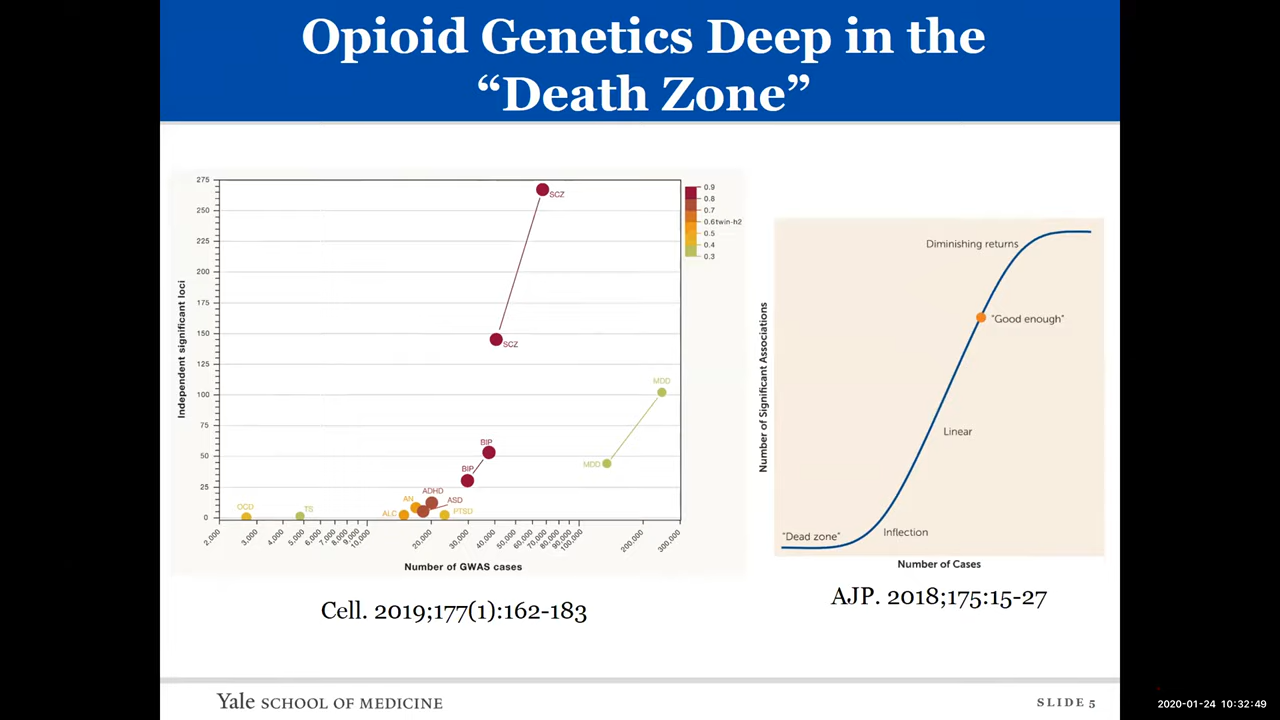 Opioid Genetics Deep in the
“Death Zone”
275
250
225
200
175
150
125
100
75
50
25
0
Independent significant loci
SCZ
SCZ
MDD
MDD
BIP
BIP
ADHD
AN
ASD
ALC
PTSD
OCD
TS
0.9
0.8
0.7
0.6 twin-h2
0.5
0.4
0.3
2,000
3,000
4,000
5,000
6,000
7,000
8,000
9,000
10,000
20,000
30,000
40,000
50,000
60,000
70,000
80,000
90,000
100,000
200,000
300,000
Number of GWAS cases
Cell. 2019;177(1):162-183
Number of Significant Associations
Diminishing returns
"Good enough"
Linear
Inflection
"Dead zone"
Number of Cases
AJP. 2018;175:15-27
Yale SCHOOL OF MEDICINE
SLIDE 5
2020-01-24 10:32:49